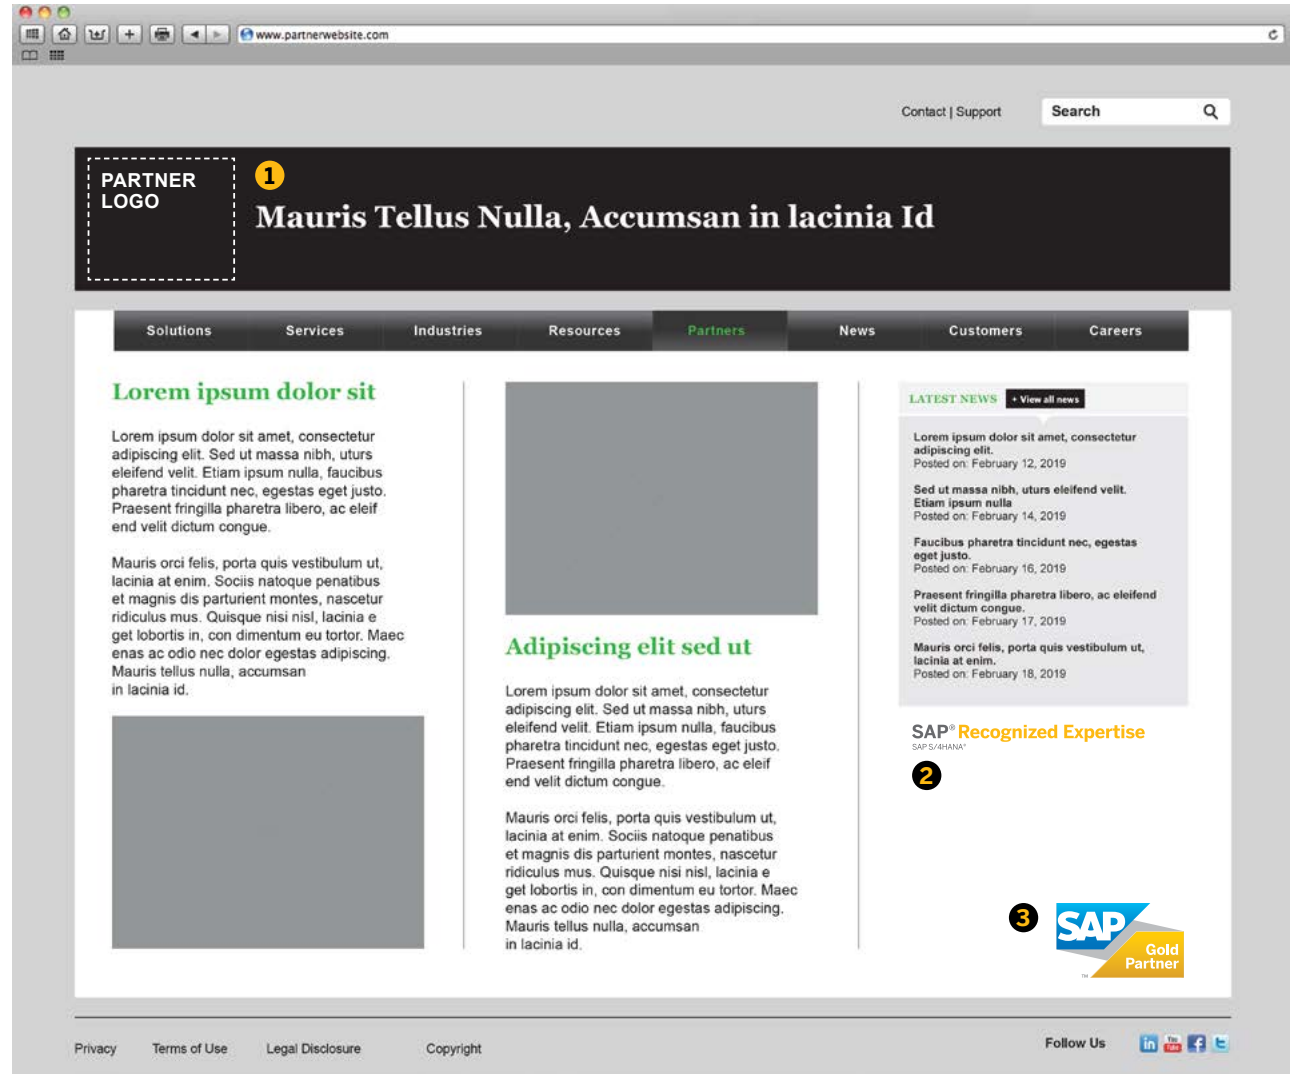 www.partnerwebsite.com
Contact | Support
Search
PARTNER
LOGO
1
Mauris Tellus Nulla, Accumsan in lacinia Id
Solutions Services Industries Resources Partners News Customers Careers
Lorem ipsum dolor sit
Lorem ipsum dolor sit amet, consectetur
adipiscing elit. Sed ut massa nibh, uturs
eleifend velit. Etiam ipsum nulla, faucibus
pharetra tincidunt nec, egestas eget justo.
Praesent fringilla pharetra libero, ac eleif
end velit dictum congue.
Mauris orci felis, porta quis vestibulum ut,
lacinia at enim. Sociis natoque penatibus
et magnis dis parturient montes, nascetur
ridiculus mus. Quisque nisi nisl, lacinia e
get lobortis in, con dimentum eu tortor. Maec
enas ac odio nec dolor egestas adipiscing.
Mauris tellus nulla, accumsan
in lacinia id.
Adipiscing elit sed ut
Lorem ipsum dolor sit amet, consectetur
adipiscing elit. Sed ut massa nibh, uturs
eleifend velit. Etiam ipsum nulla, faucibus
pharetra tincidunt nec, egestas eget justo.
Praesent fringilla pharetra libero, ac eleif
end velit dictum congue.
Mauris orci felis, porta quis vestibulum ut,
lacinia at enim. Sociis natoque penatibus
et magnis dis parturient montes, nascetur
ridiculus mus. Quisque nisi nisl, lacinia e
get lobortis in, con dimentum eu tortor. Maec
enas ac odio nec dolor egestas adipiscing.
Mauris tellus nulla, accumsan
in lacinia id.
LATEST NEWS + View all news
Lorem ipsum dolor sit amet, consectetur
adipiscing elit.
Posted on: February 12, 2019
Sed ut massa nibh, uturs eleifend velit.
Etiam ipsum nulla
Posted on: February 14, 2019
Faucibus pharetra tincidunt nec, egestas
eget justo.
Posted on: February 16, 2019
Praesent fringilla pharetra libero, ac eleifend
velit dictum congue.
Posted on: February 17, 2019
Mauris orci felis, porta quis vestibulum ut,
lacinia at enim.
Posted on: February 18, 2019
SAP® Recognized Expertise
SAP S/4HANA®
2
3
SAP
Gold
Partner
™
Privacy Terms of Use Legal Disclosure Copyright
Follow Us in You Tube f t